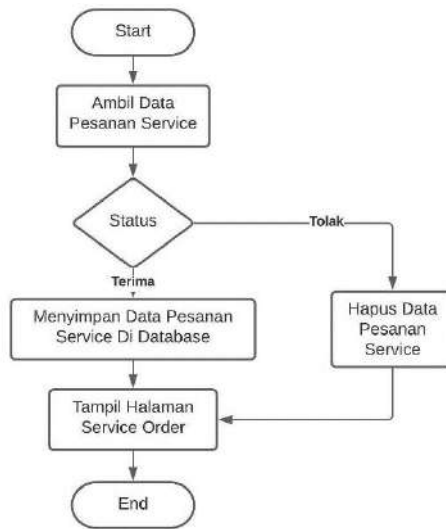 Start
Ambil Data
Pesanan Service
Status
Tolak
Terima
Menyimpan Data Pesanan
Service Di Database
Hapus Data
Pesanan
Service
Tampil Halaman
Service Order
End